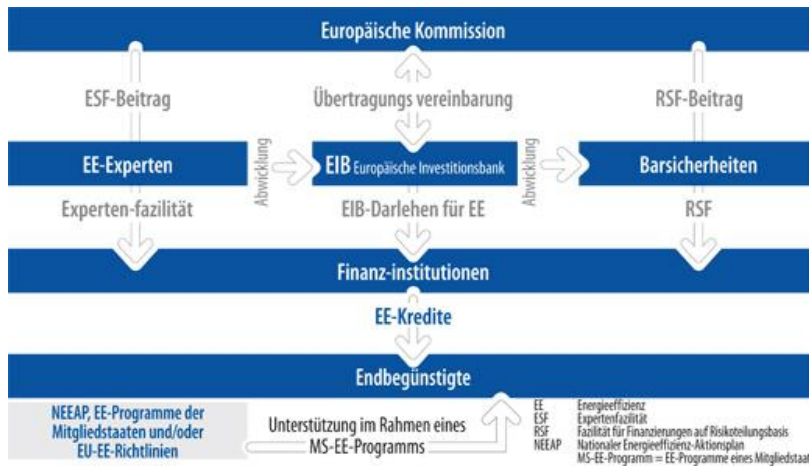 Europäische Kommission
ESF-Beitrag
Übertragungs vereinbarung
RSF-Beitrag
EE-Experten
Abwicklung
EIB Europäische Investitionsbank
Abwicklung
Barsicherheiten
Experten-fazilität
EIB-Darlehen für EE
RSF
Finanz-institutionen
EE-Kredite
Endbegünstigte
NEEAP, EE-Programme der
Mitgliedstaaten und/oder
EU-EE-Richtlinien
Unterstützung im Rahmen eines
MS-EE-Programms
EE Energieeffizienz
ESF Expertenfazilität
RSF Fazilität für Finanzierungen auf Risikoteilungsbasis
NEEAP Nationaler Energieeffizienz-Aktionsplan
MS-EE-Programm = EE-Programme eines Mitgliedstaat